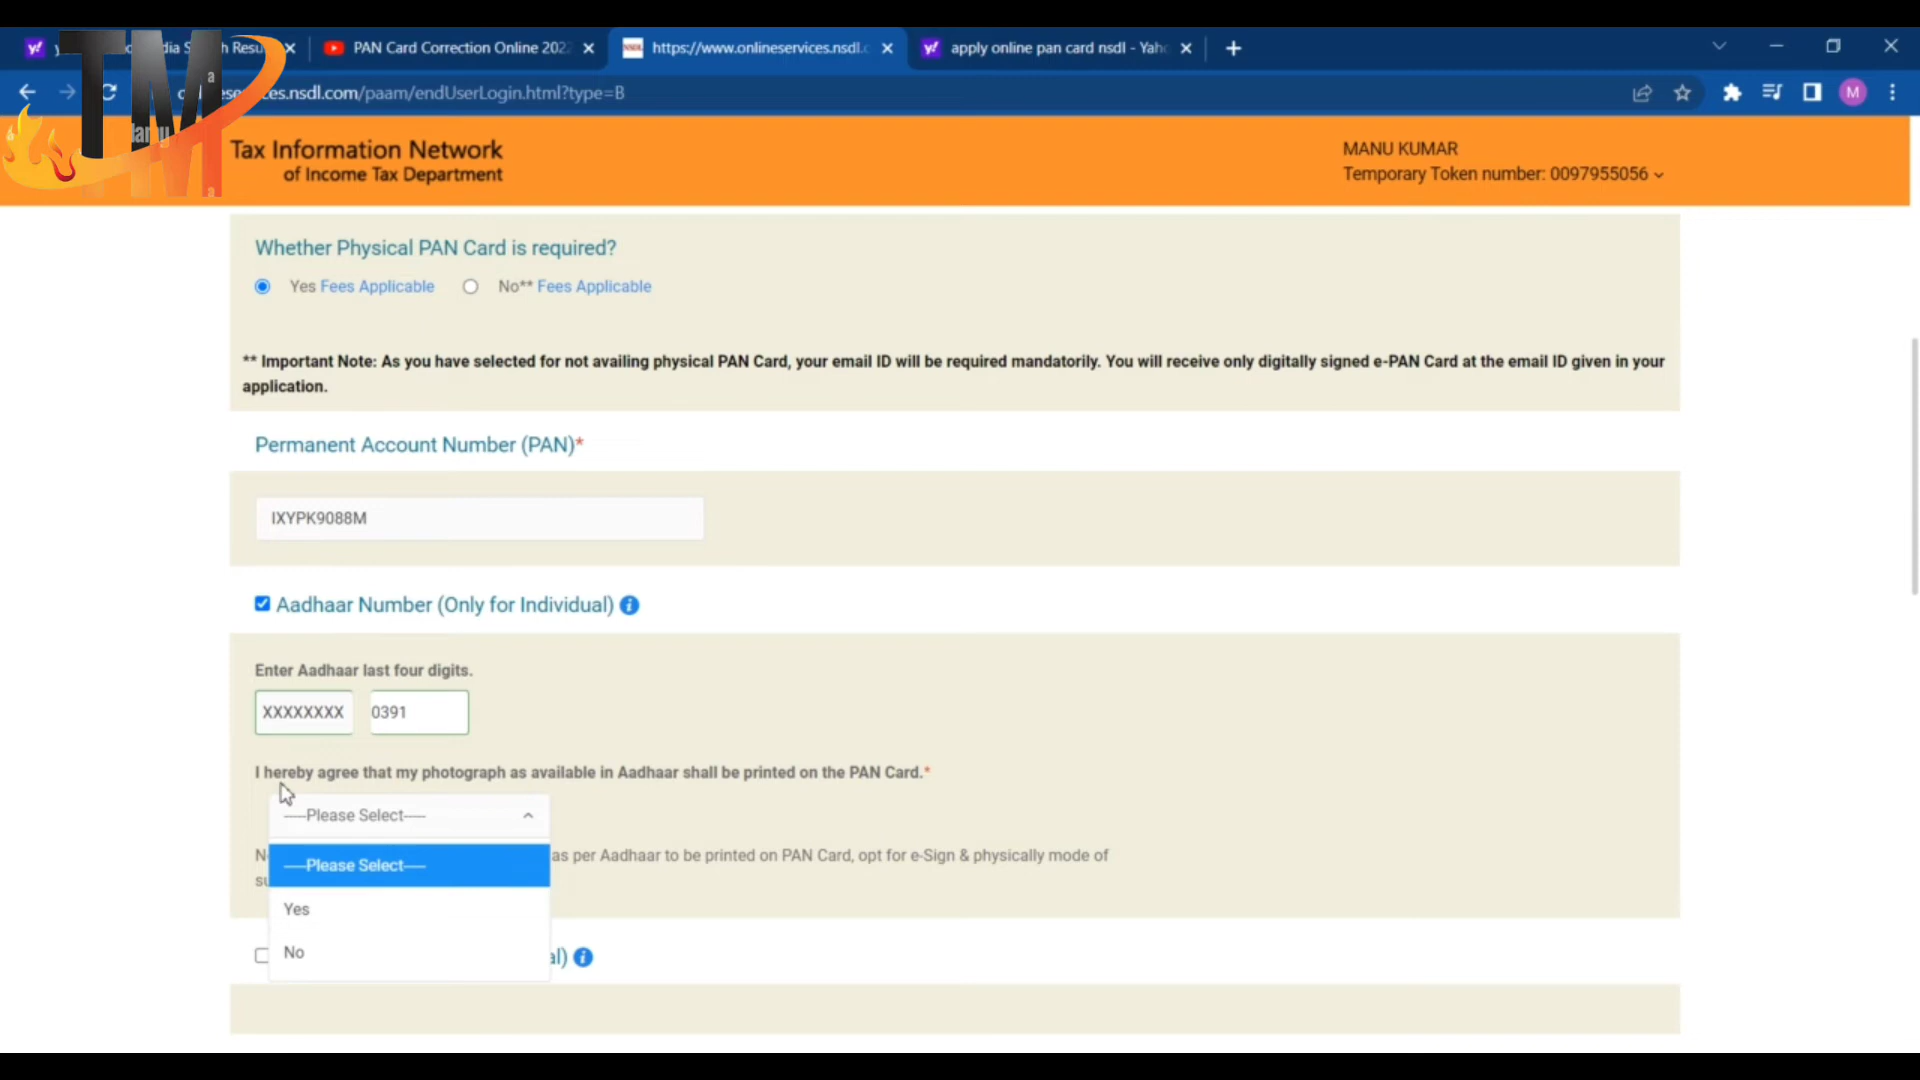 PAN Card Correction Online 202
https://www.onlineservices.nsdl.c
apply online pan card nsdl - Yah
nsdl.com/paam/endUserLogin.html?type=B
M
TM
Tax Information Network
of Income Tax Department
MANU KUMAR
Temporary Token number: 0097955056
Whether Physical PAN Card is required?
Yes Fees Applicable No** Fees Applicable
** Important Note: As you have selected for not availing physical PAN Card, your email ID will be required mandatorily. You will receive only digitally signed e-PAN Card at the email ID given in your
application.
Permanent Account Number (PAN)*
IXYPK9088M
Aadhaar Number (Only for Individual)
Enter Aadhaar last four digits.
XXXXXXXX 0391
I hereby agree that my photograph as available in Aadhaar shall be printed on the PAN Card.*
-----Please Select-----
as per Aadhaar to be printed on PAN Card, opt for e-Sign & physically mode of
-----Please Select-----
Yes
No
al)